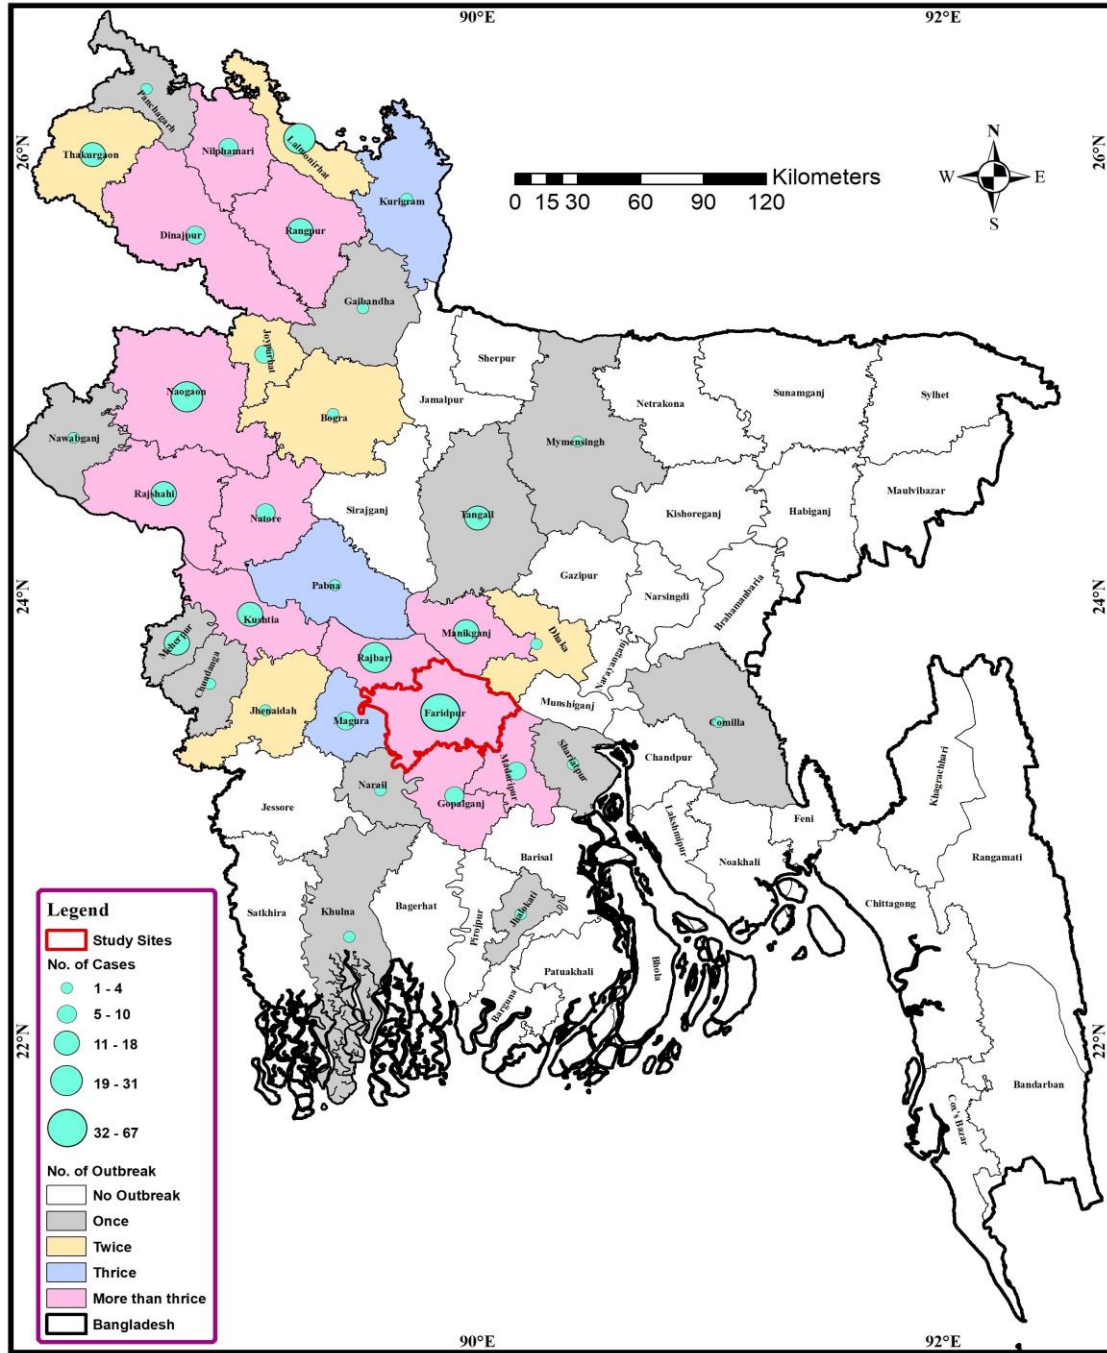 90°E 92°E
26°N 26°N
N
W E
S
Kilometers
0 15 30 60 90 120
Panchagarh
Thakurgaon
Nilphamari
Lalmonirhat
Kurigram
Dinajpur
Rangpur
Gaibandha
Joypurhat
Sherpur
Jamalpur
Netrakona
Sunamganj
Sylhet
Naogaon
Bogra
Nawabganj
Mymensingh
Rajshahi
Natore
Sirajganj
Tangail
Kishoreganj
Habiganj
Maulvibazar
24°N 24°N
Pabna
Gazipur
Narsingdi
Brahamanbaria
Kushtia
Manikganj
Dhaka
Meherpur
Rajbari
Narayanganj
Chuadanga
Jhenaidah
Magura
Faridpur
Munshiganj
Comilla
Shariatpur
Chandpur
Madaripur
Khagrachhari
Narail
Gopalganj
Jessore
Lakshmipur
Feni
Noakhali
Barisal
Rangamati
Chittagong
Satkhira
Khulna
Bagerhat
Pirojpur
Jhalokati
Patuakhali
Bhola
Barguna
22°N 22°N
Bandarban
Cox's Bazar
Legend
Study Sites
No. of Cases
1 - 4
5 - 10
11 - 18
19 - 31
32 - 67
No. of Outbreak
No Outbreak
Once
Twice
Thrice
More than thrice
Bangladesh
90°E 92°E